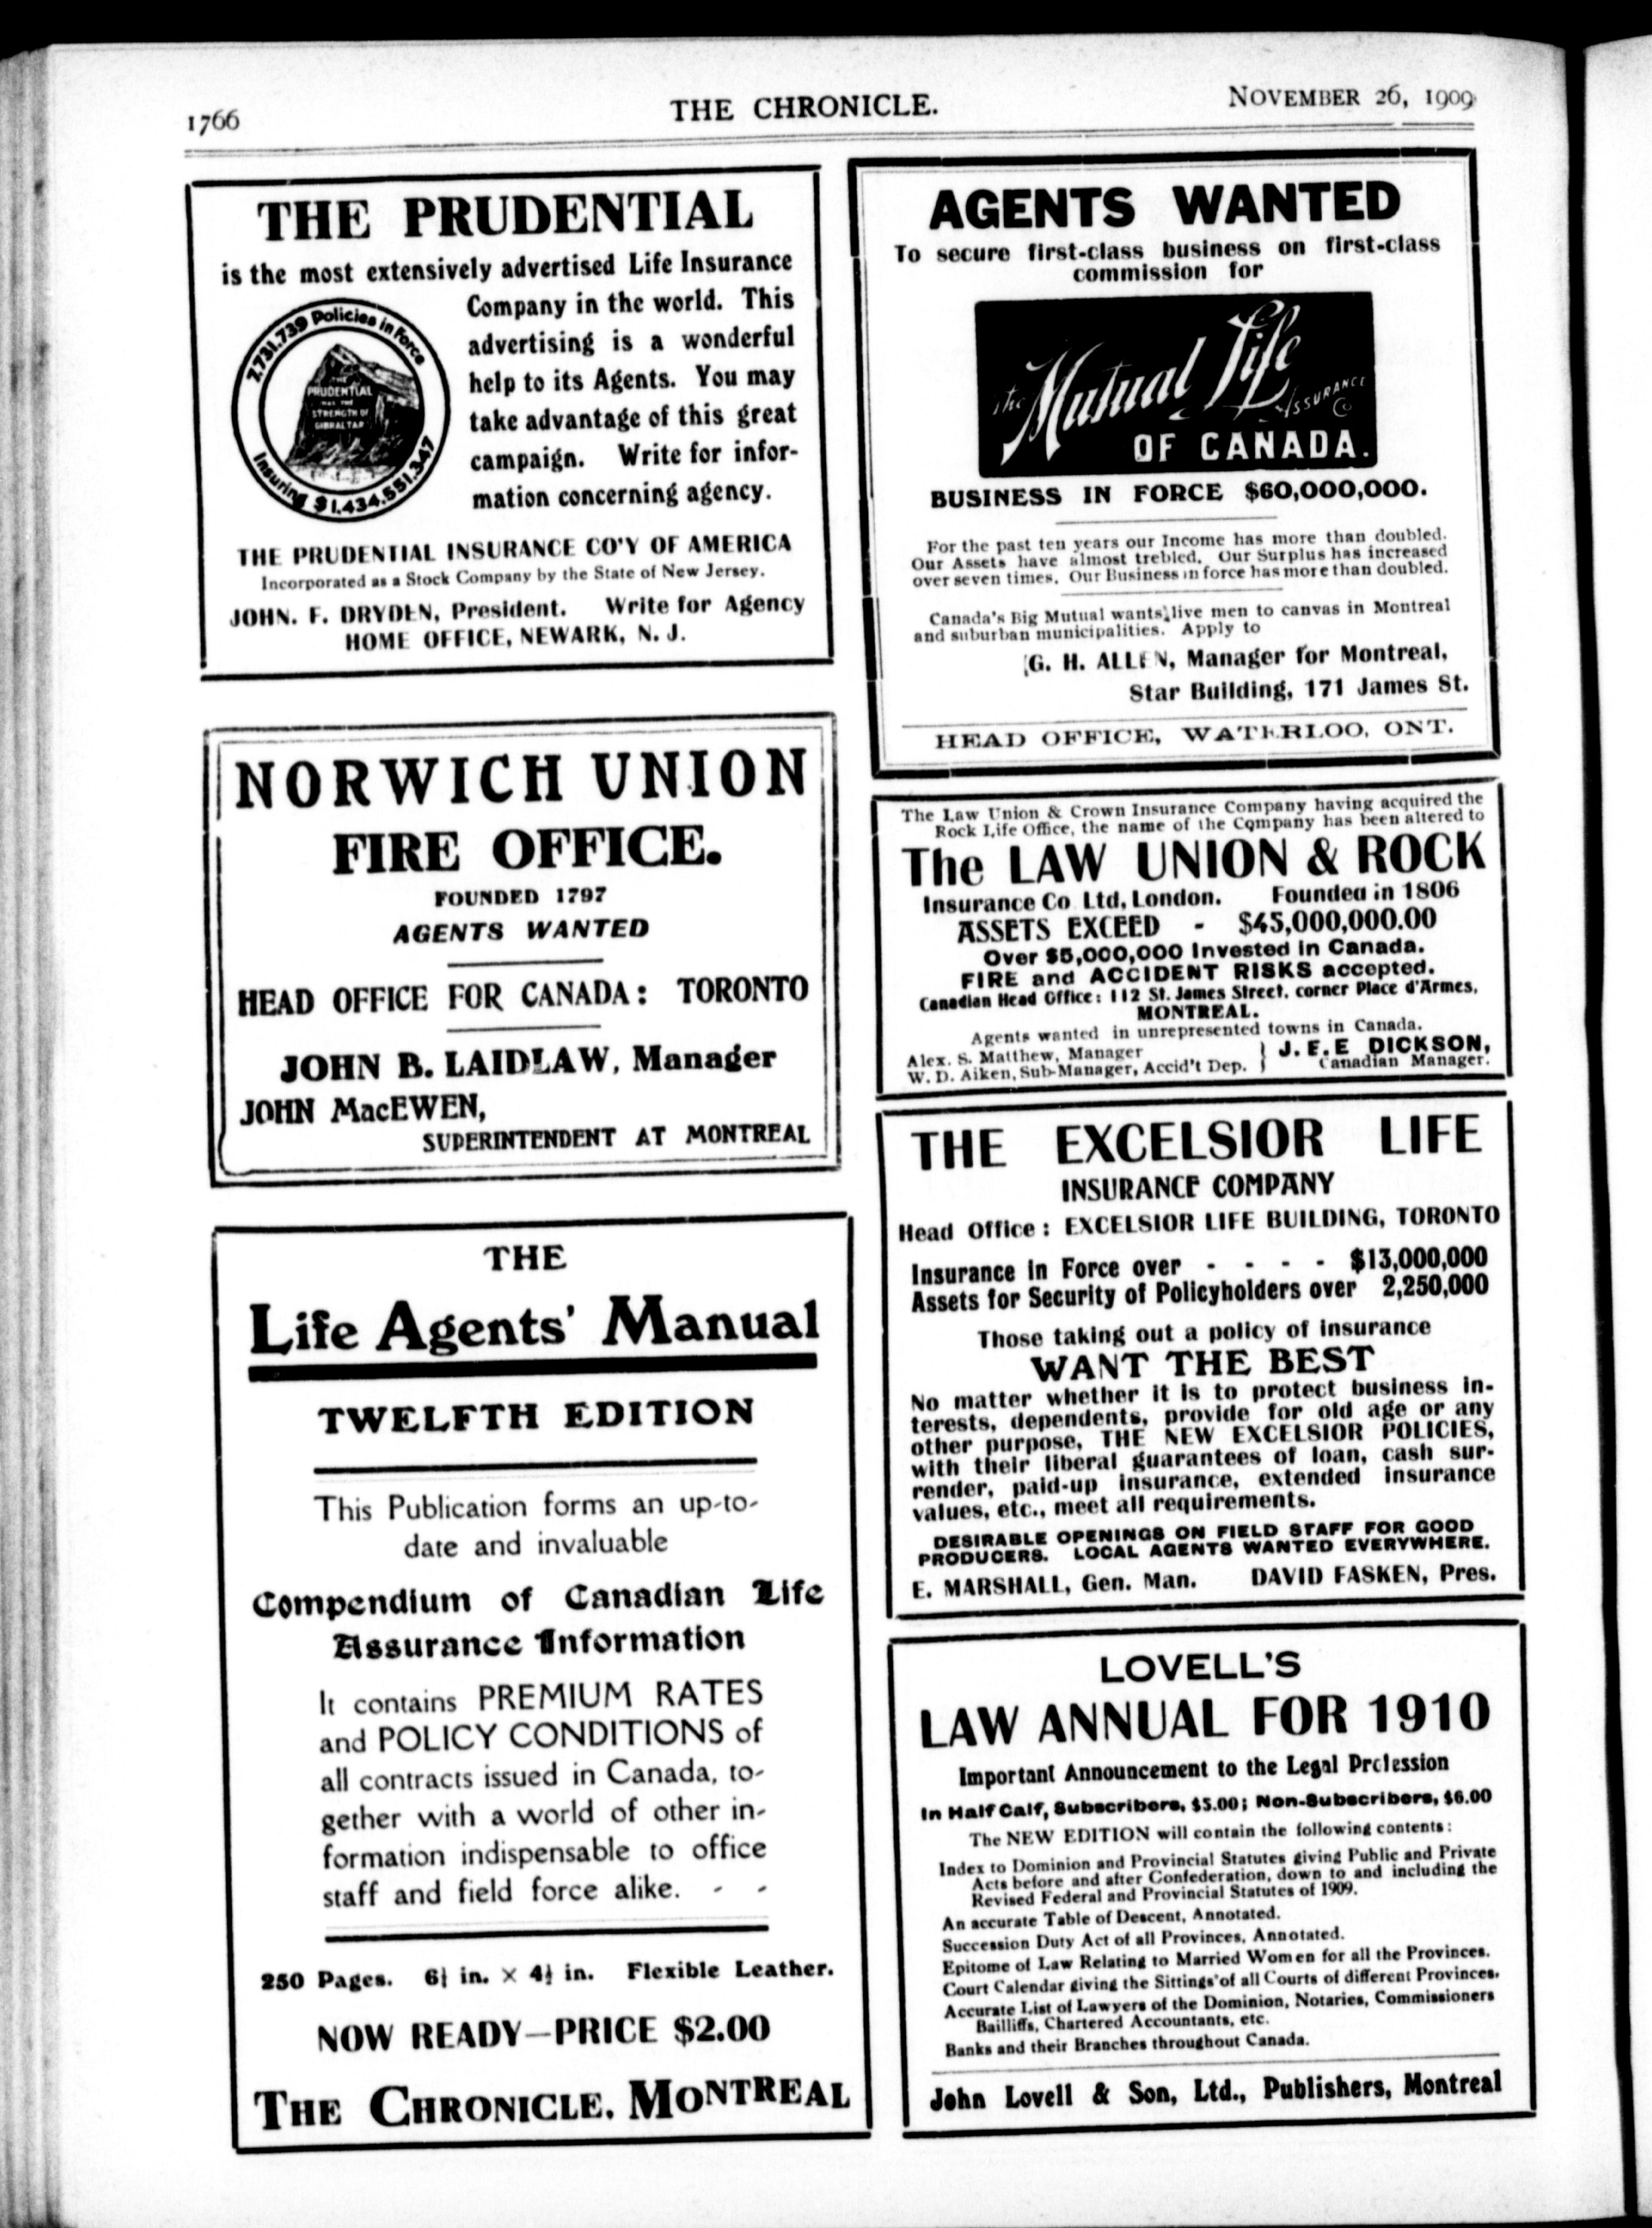 1766
THE CHRONICLE.
NOVEMBER 26, 1909
THE PRUDENTIAL
is the most extensively advertised Life Insurance
Company in the world. This
advertising is a wonderful
help to its Agents. You may
take advantage of this great
campaign. Write for infor-
mation concerning agency.
7,731,739 Policies in Force
THE
PRUDENTIAL
HAS THE
STRENGTH OF
GIBRALTAR
Insuring $1,434,551,347
THE PRUDENTIAL INSURANCE CO'Y OF AMERICA
Incorporated as a Stock Company by the State of New Jersey.
JOHN. F. DRYDEN, President. Write for Agency
HOME OFFICE, NEWARK, N. J.
NORWICH UNION
FIRE OFFICE.
FOUNDED 1797
AGENTS WANTED
HEAD OFFICE FOR CANADA: TORONTO
JOHN B. LAIDLAW, Manager
JOHN MacEWEN,
SUPERINTENDENT AT MONTREAL
THE
Life Agents' Manual
TWELFTH EDITION
This Publication forms an up-to-
date and invaluable
Compendium of Canadian Life
Assurance Information
It contains PREMIUM RATES
and POLICY CONDITIONS of
all contracts issued in Canada, to-
gether with a world of other in-
formation indispensable to office
staff and field force alike. - -
250 Pages. 6½ in. × 4½ in. Flexible Leather.
NOW READY—PRICE $2.00
THE CHRONICLE. MONTREAL
AGENTS WANTED
To secure first-class business on first-class
commission for
The Mutual Life
ASSURANCE Co
OF CANADA.
BUSINESS IN FORCE $60,000,000.
For the past ten years our Income has more than doubled.
Our Assets have almost trebled. Our Surplus has increased
over seven times. Our Business in force has more than doubled.
Canada's Big Mutual wants live men to canvas in Montreal
and suburban municipalities. Apply to
G. H. ALLEN, Manager for Montreal,
Star Building, 171 James St.
HEAD OFFICE, WATERLOO, ONT.
The Law Union & Crown Insurance Company having acquired the
Rock Life Office, the name of the Company has been altered to
The LAW UNION & ROCK
Insurance Co Ltd, London. Founded in 1806
ASSETS EXCEED - $45,000,000.00
Over $5,000,000 Invested in Canada.
FIRE and ACCIDENT RISKS accepted.
Canadian Head Office: 112 St. James Street. corner Place d'Armes,
MONTREAL.
Agents wanted in unrepresented towns in Canada.
Alex. S. Matthew, Manager
W. D. Aiken, Sub-Manager, Accid't Dep.
J. E. E DICKSON,
Canadian Manager.
THE EXCELSIOR LIFE
INSURANCE COMPANY
Head Office: EXCELSIOR LIFE BUILDING, TORONTO
Insurance in Force over - - - - $13,000,000
Assets for Security of Policyholders over 2,250,000
Those taking out a policy of insurance
WANT THE BEST
No matter whether it is to protect business in-
terests, dependents, provide for old age or any
other purpose, THE NEW EXCELSIOR POLICIES,
with their liberal guarantees of loan, cash sur-
render, paid-up insurance, extended insurance
values, etc., meet all requirements.
DESIRABLE OPENINGS ON FIELD STAFF FOR GOOD
PRODUCERS. LOCAL AGENTS WANTED EVERYWHERE.
E. MARSHALL, Gen. Man. DAVID FASKEN, Pres.
LOVELL'S
LAW ANNUAL FOR 1910
Important Announcement to the Legal Profession
In Half Calf, Subscribers, $5.00; Non-Subscribers, $6.00
The NEW EDITION will contain the following contents:
Index to Dominion and Provincial Statutes giving Public and Private
Acts before and after Confederation, down to and including the
Revised Federal and Provincial Statutes of 1909.
An accurate Table of Descent, Annotated.
Succession Duty Act of all Provinces, Annotated.
Epitome of Law Relating to Married Women for all the Provinces.
Court Calendar giving the Sittings of all Courts of different Provinces.
Accurate List of Lawyers of the Dominion, Notaries, Commissioners
Bailliffs, Chartered Accountants, etc.
Banks and their Branches throughout Canada.
John Lovell & Son, Ltd., Publishers, Montreal